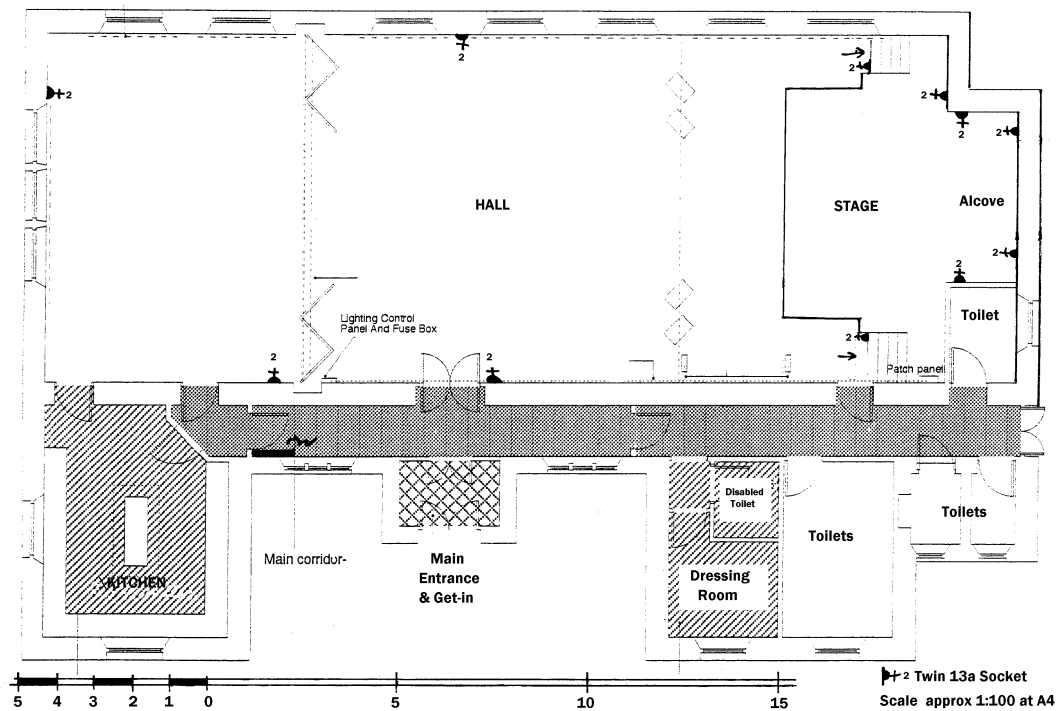 2
2
2
2
2
2
HALL
STAGE
Alcove
2
Lighting Control
Panel And Fuse Box
2
Toilet
2
2
2
Patch panel
Disabled
Toilet
Toilets
Toilets
KITCHEN
Main corridor-
Main
Entrance
& Get-in
Dressing
Room
2 Twin 13a Socket
5 4 3 2 1 0 5 10 15
Scale approx 1:100 at A4